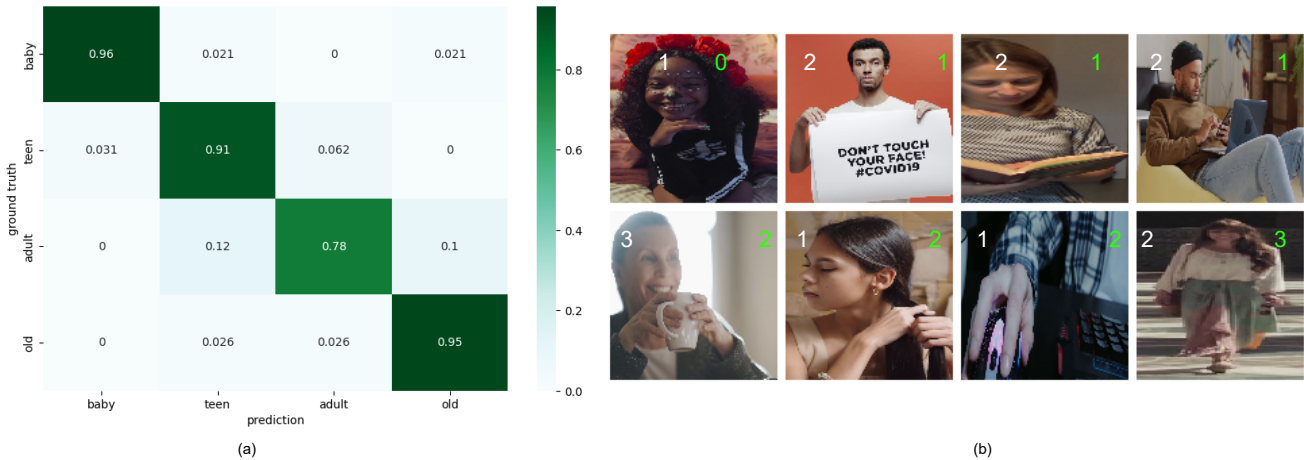 baby
0.96
0.021
0
0.021
teen
0.031
0.91
0.062
0
adult
0
0.12
0.78
0.1
old
0
0.026
0.026
0.95
ground truth
baby
teen
adult
old
prediction
0.8
0.6
0.4
0.2
0.0
(a)
1 0
2 1
DON'T TOUCH
YOUR FACE!
#COVID19
2 1
2 1
3 2
1 2
1 2
2 3
(b)